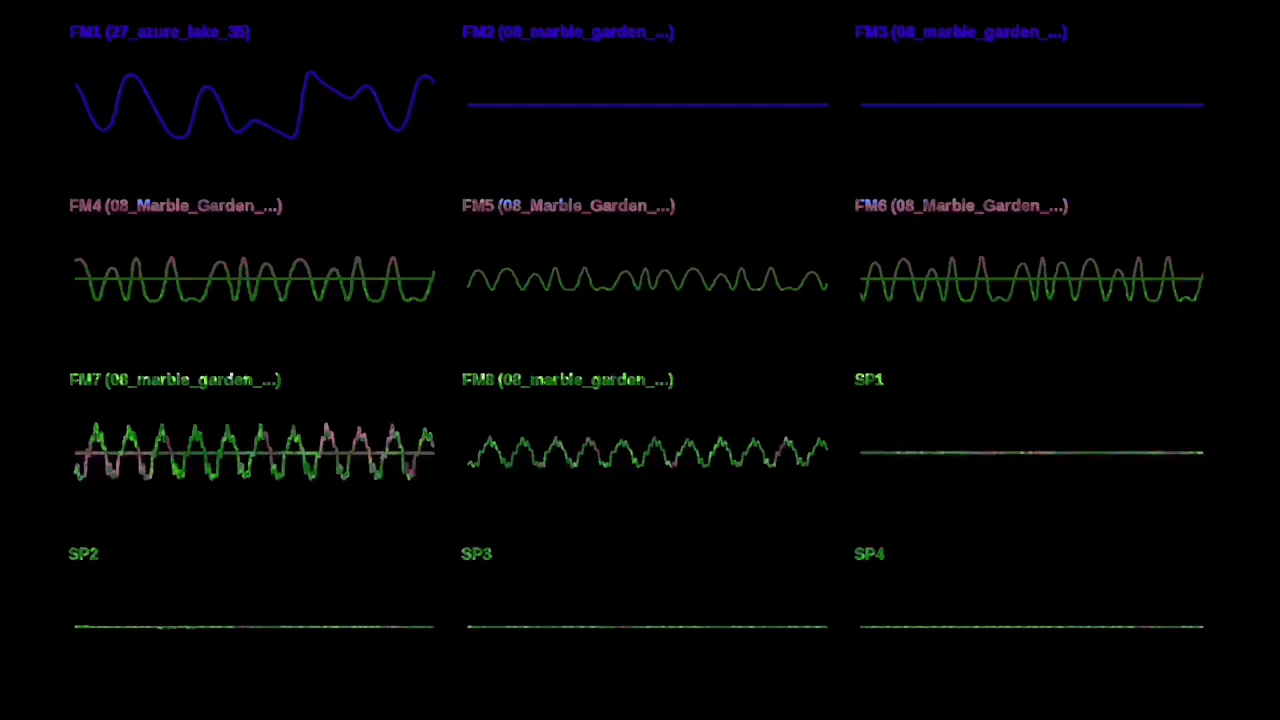 FM1 (27_azure_lake_35)
FM2 (08_marble_garden_...)
FM3 (08_marble_garden_...)
FM4 (08_Marble_Garden_...)
FM5 (08_Marble_Garden_...)
FM6 (08_Marble_Garden_...)
FM7 (08_marble_garden_...)
FM8 (08_marble_garden_...)
SP1
SP2
SP3
SP4